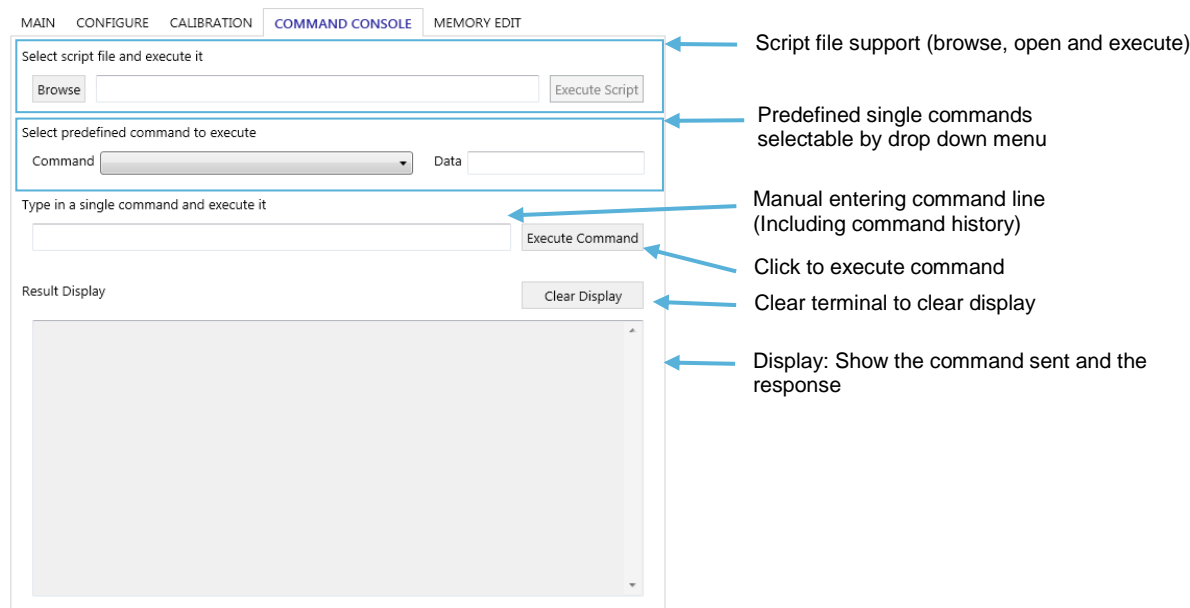 MAIN CONFIGURE CALIBRATION COMMAND CONSOLE MEMORY EDIT
Select script file and execute it
Browse
Execute Script
Script file support (browse, open and execute)
Select predefined command to execute
Command
Data
Predefined single commands
selectable by drop down menu
Type in a single command and execute it
Execute Command
Manual entering command line
(Including command history)
Click to execute command
Result Display
Clear Display
Clear terminal to clear display
Display: Show the command sent and the
response